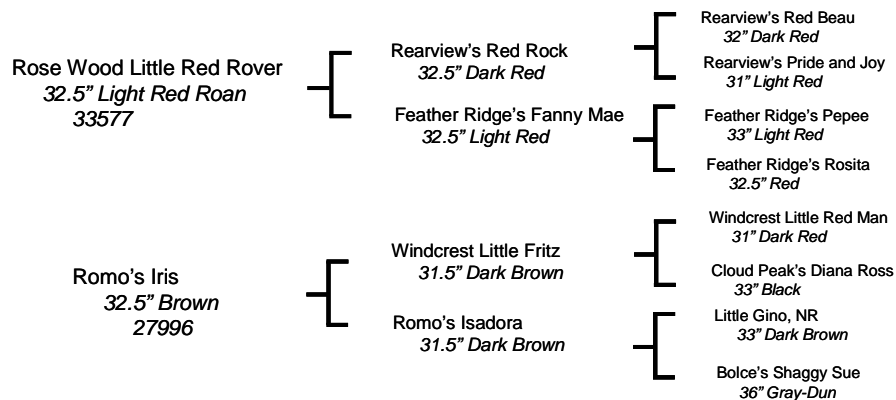 Rose Wood Little Red Rover
32.5” Light Red Roan
33577
Rearview’s Red Rock
32.5” Dark Red
Rearview’s Red Beau
32” Dark Red
Rearview’s Pride and Joy
31” Light Red
Feather Ridge’s Fanny Mae
32.5” Light Red
Feather Ridge’s Pepee
33” Light Red
Feather Ridge’s Rosita
32.5” Red
Romo’s Iris
32.5” Brown
27996
Windcrest Little Fritz
31.5” Dark Brown
Windcrest Little Red Man
31” Dark Red
Cloud Peak’s Diana Ross
33” Black
Romo’s Isadora
31.5” Dark Brown
Little Gino, NR
33” Dark Brown
Bolce’s Shaggy Sue
36” Gray-Dun